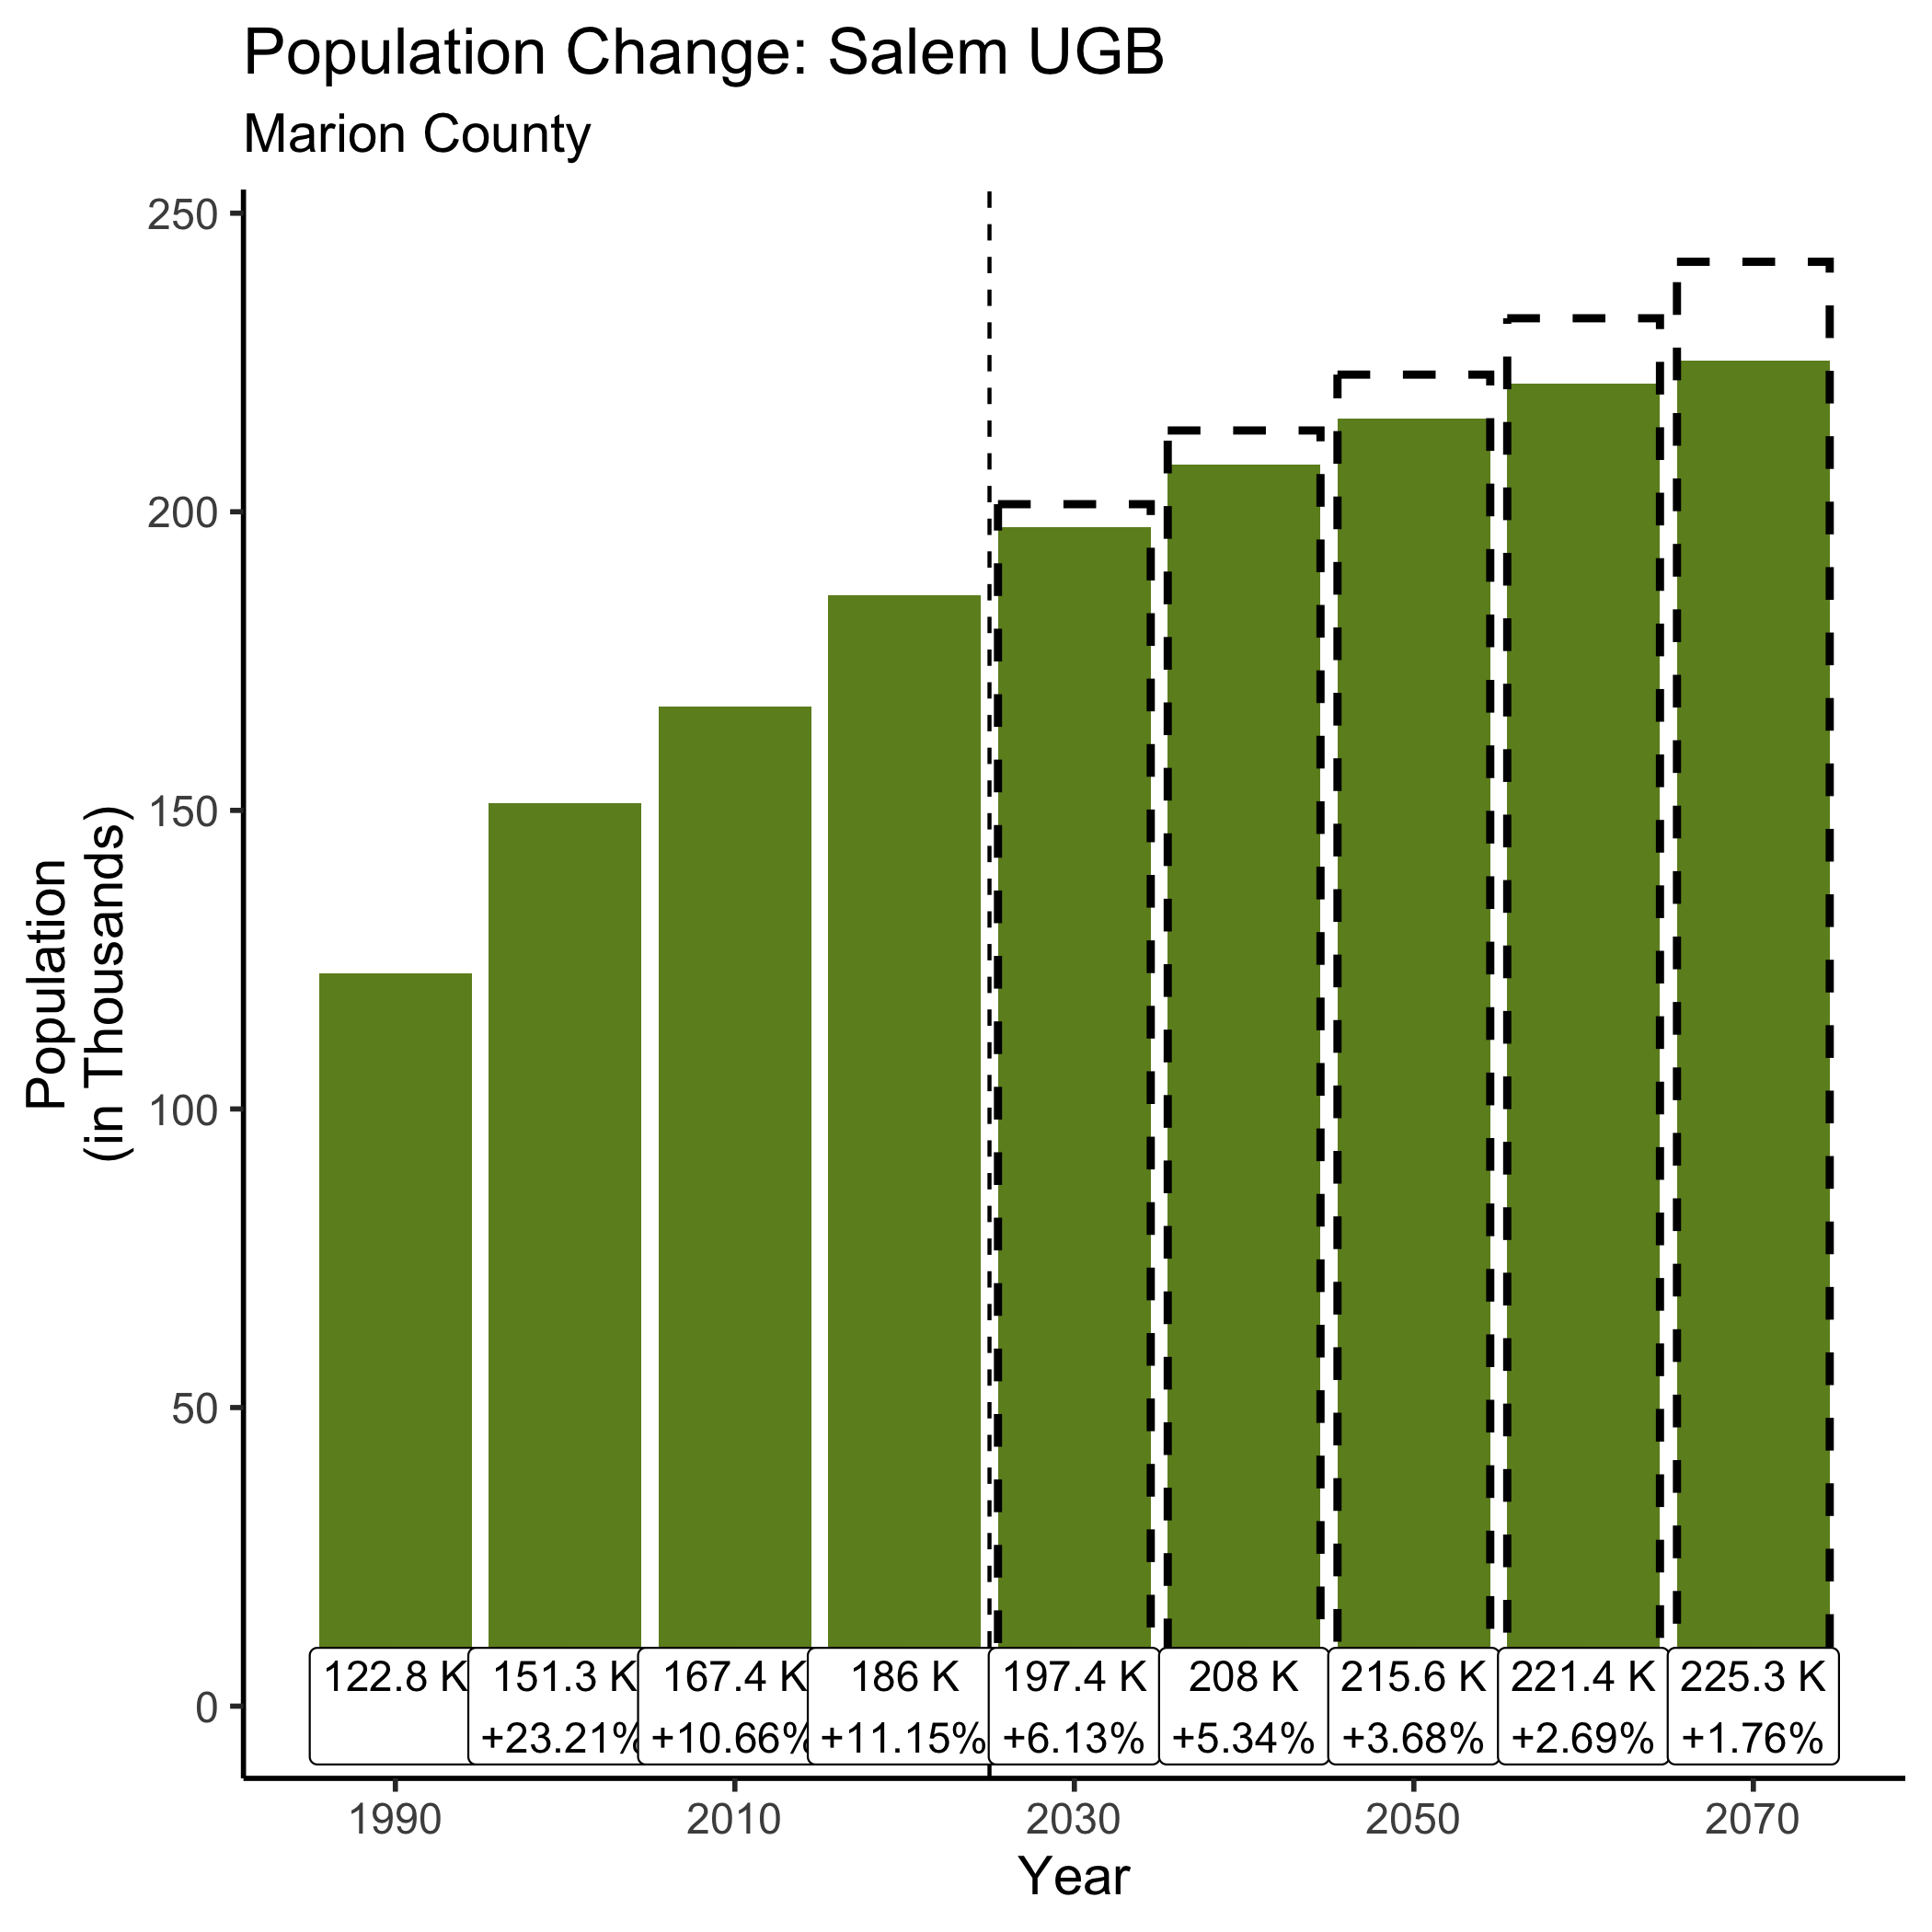 Population Change: Salem UGB
Marion County
250
200
150
100
50
0
Population
(in Thousands)
122.8 K
151.3 K
+23.21%
167.4 K
+10.66%
186 K
+11.15%
197.4 K
+6.13%
208 K
+5.34%
215.6 K
+3.68%
221.4 K
+2.69%
225.3 K
+1.76%
1990
2010
2030
2050
2070
Year